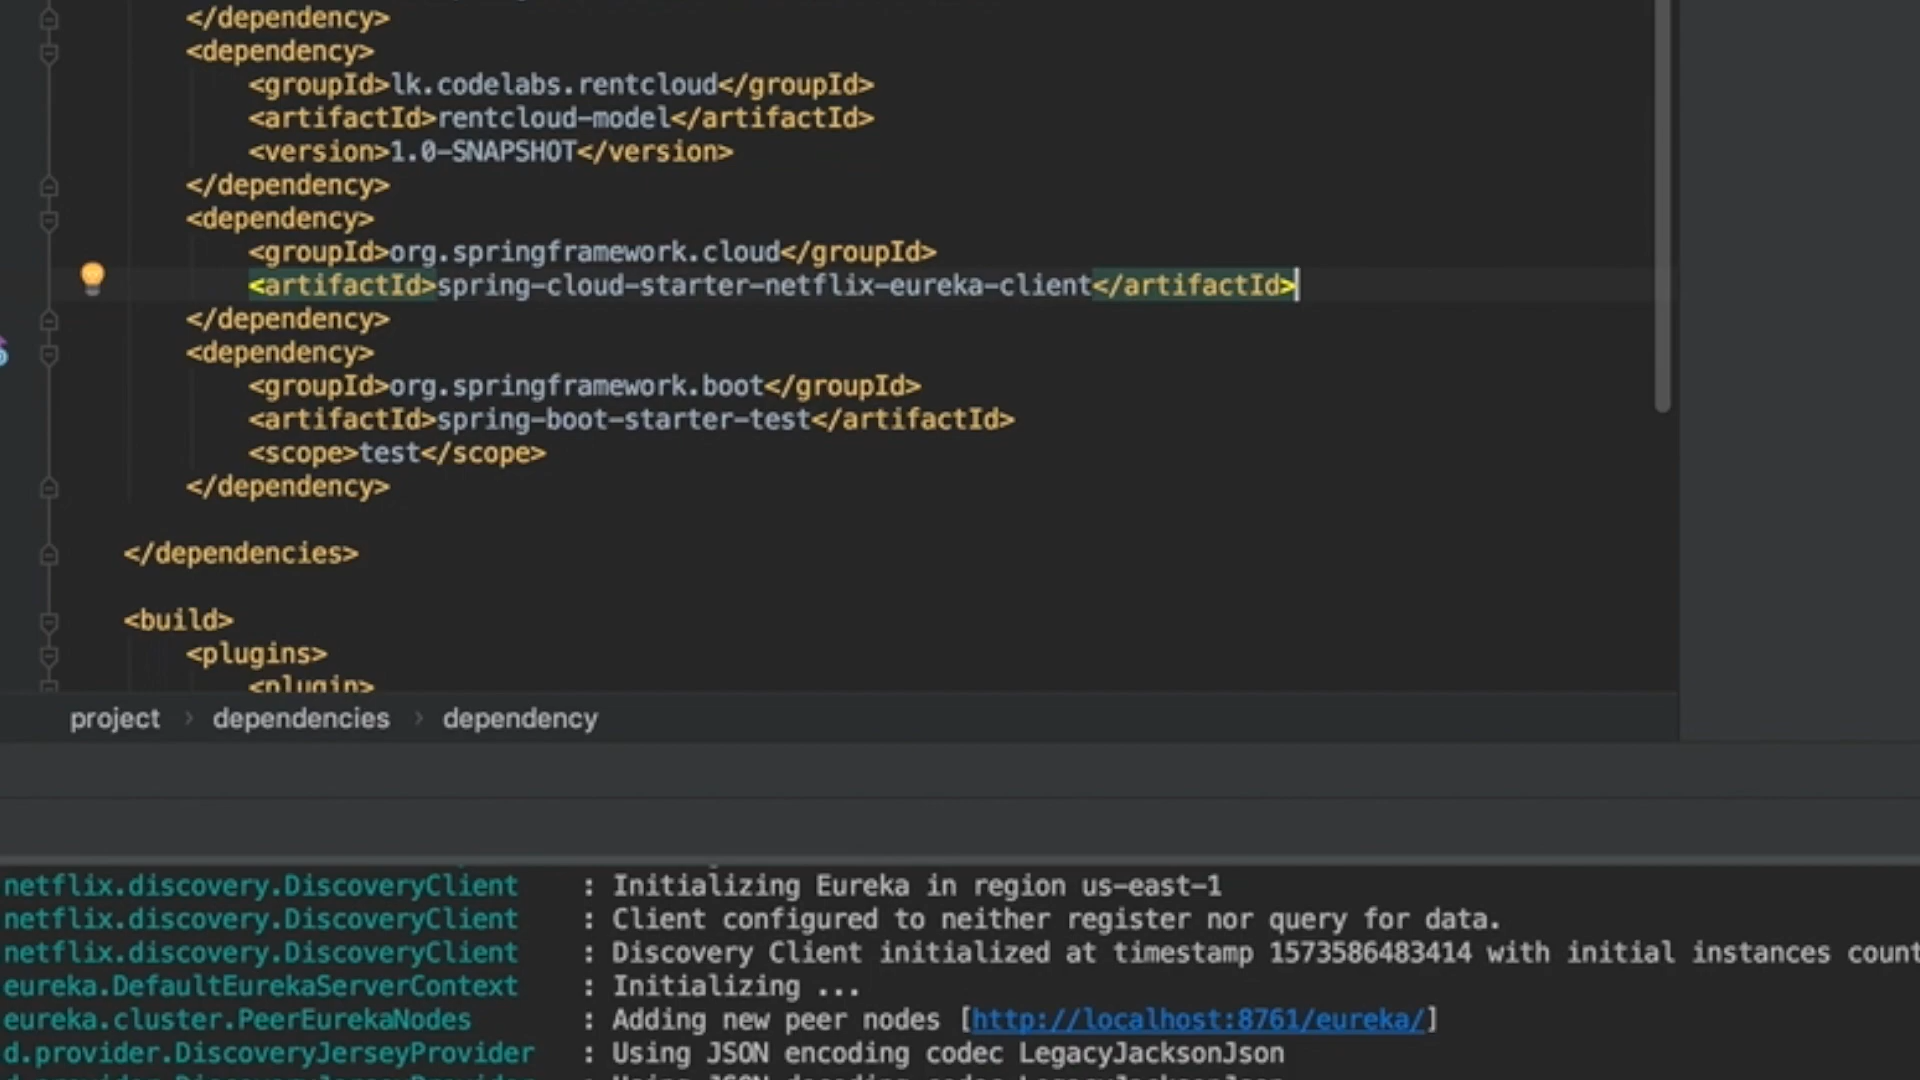 </dependency>
<dependency>
<groupId>lk.codelabs.rentcloud</groupId>
<artifactId>rentcloud-model</artifactId>
<version>1.0-SNAPSHOT</version>
</dependency>
<dependency>
<groupId>org.springframework.cloud</groupId>
<artifactId>spring-cloud-starter-netflix-eureka-client</artifactId>
</dependency>
<dependency>
<groupId>org.springframework.boot</groupId>
<artifactId>spring-boot-starter-test</artifactId>
<scope>test</scope>
</dependency>
</dependencies>
<build>
<plugins>
<plugin>
project › dependencies › dependency
netflix.discovery.DiscoveryClient : Initializing Eureka in region us-east-1
netflix.discovery.DiscoveryClient : Client configured to neither register nor query for data.
netflix.discovery.DiscoveryClient : Discovery Client initialized at timestamp 1573586483414 with initial instances count
eureka.DefaultEurekaServerContext : Initializing ...
eureka.cluster.PeerEurekaNodes : Adding new peer nodes [http://localhost:8761/eureka/]
d.provider.DiscoveryJerseyProvider : Using JSON encoding codec LegacyJacksonJson